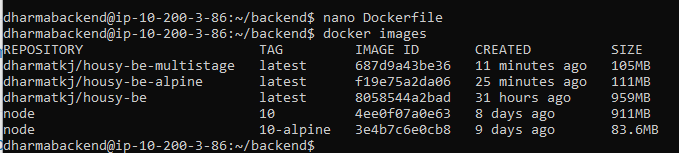 dharmabackend@ip-10-200-3-86:~/backend$ nano Dockerfile
dharmabackend@ip-10-200-3-86:~/backend$ docker images
REPOSITORY TAG IMAGE ID CREATED SIZE
dharmatkj/housy-be-multistage latest 687d9a43be36 11 minutes ago 105MB
dharmatkj/housy-be-alpine latest f19e75a2da06 25 minutes ago 111MB
dharmatkj/housy-be latest 8058544a2bad 31 hours ago 959MB
node 10 4ee0f07a0e63 8 days ago 911MB
node 10-alpine 3e4b7c6e0cb8 9 days ago 83.6MB
dharmabackend@ip-10-200-3-86:~/backend$